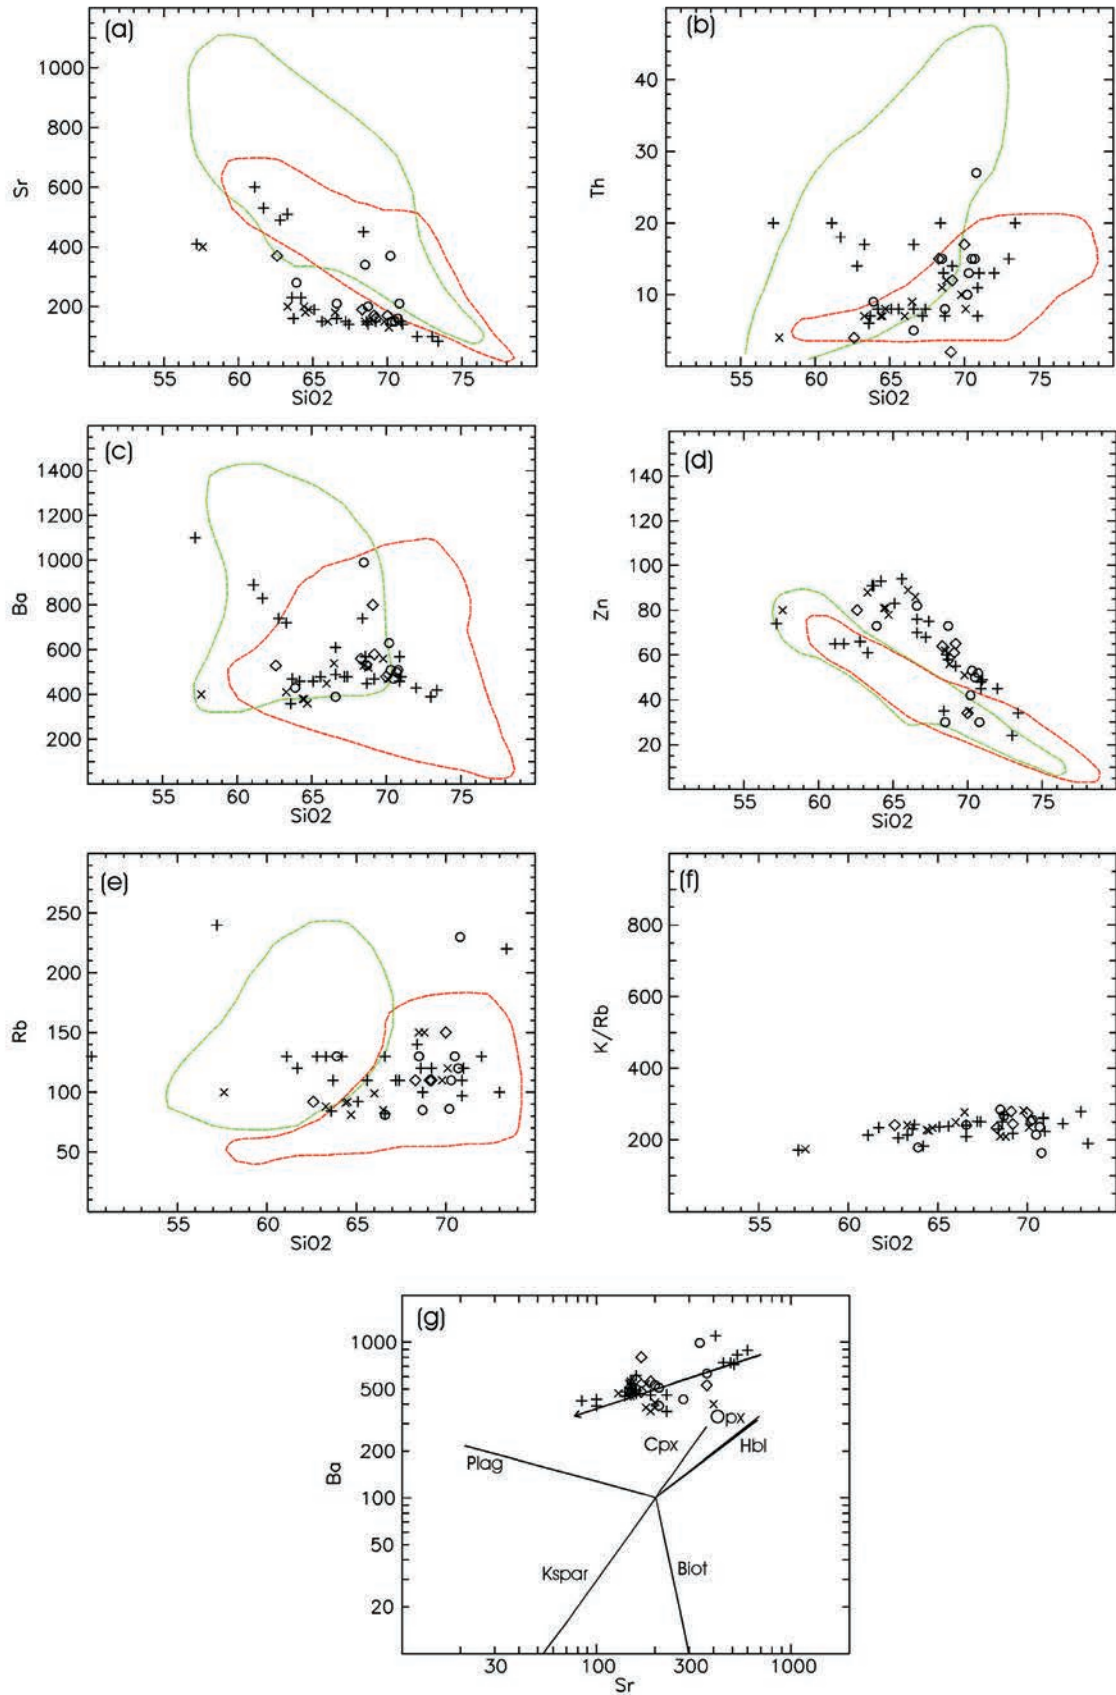 (a)
Sr
1000
800
600
400
200
55 60 65 70 75
SiO2
(b)
Th
40
30
20
10
55 60 65 70 75
SiO2
(c)
Ba
1400
1200
1000
800
600
400
200
55 60 65 70 75
SiO2
(d)
Zn
140
120
100
80
60
40
20
55 60 65 70 75
SiO2
(e)
Rb
250
200
150
100
50
55 60 65 70
SiO2
(f)
K/Rb
800
600
400
200
55 60 65 70
SiO2
(g)
Ba
1000
500
200
100
50
20
Opx
Cpx
Hbl
Plag
Kspar
Biot
30 100 300 1000
Sr